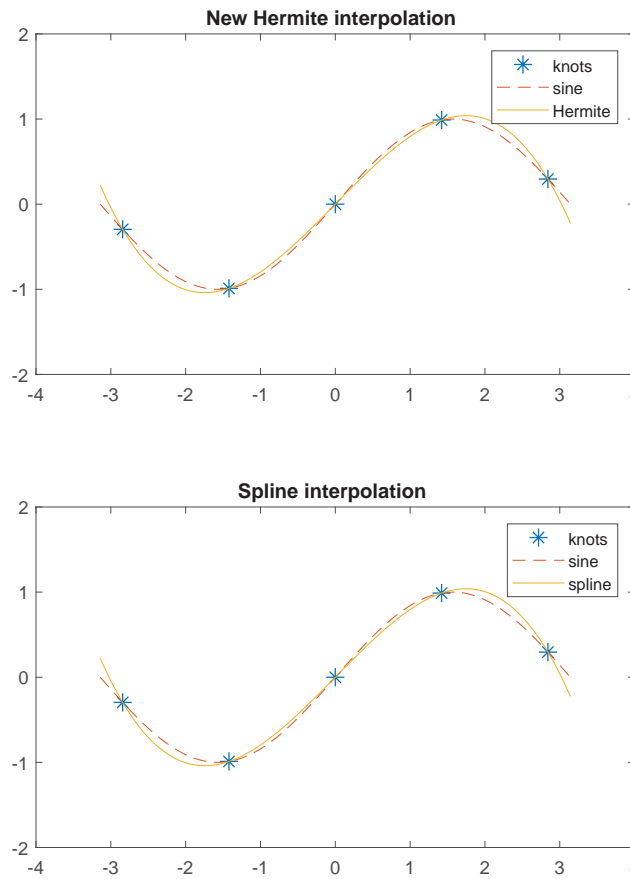 New Hermite interpolation
2
1
0
-1
-2
-4 -3 -2 -1 0 1 2 3
knots
sine
Hermite
Spline interpolation
2
1
0
-1
-2
-4 -3 -2 -1 0 1 2 3
knots
sine
spline